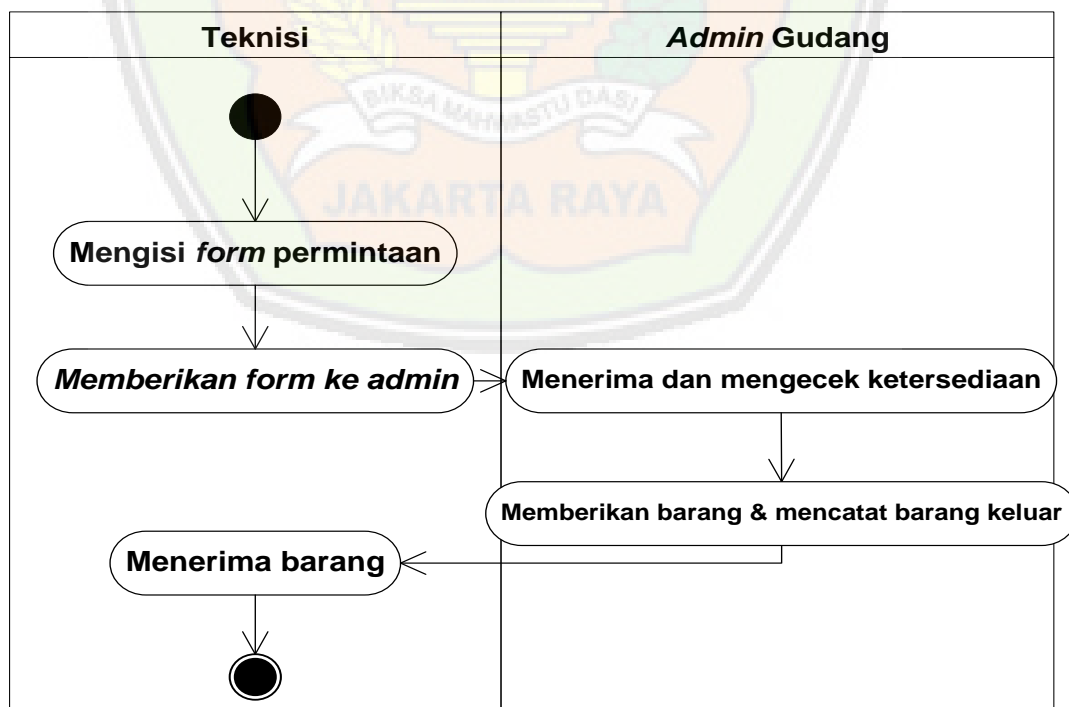 Teknisi
Admin Gudang
BIKSA MAHWASTU DASI
JAKARTA RAYA
Mengisi form permintaan
Memberikan form ke admin
Menerima dan mengecek ketersediaan
Memberikan barang & mencatat barang keluar
Menerima barang